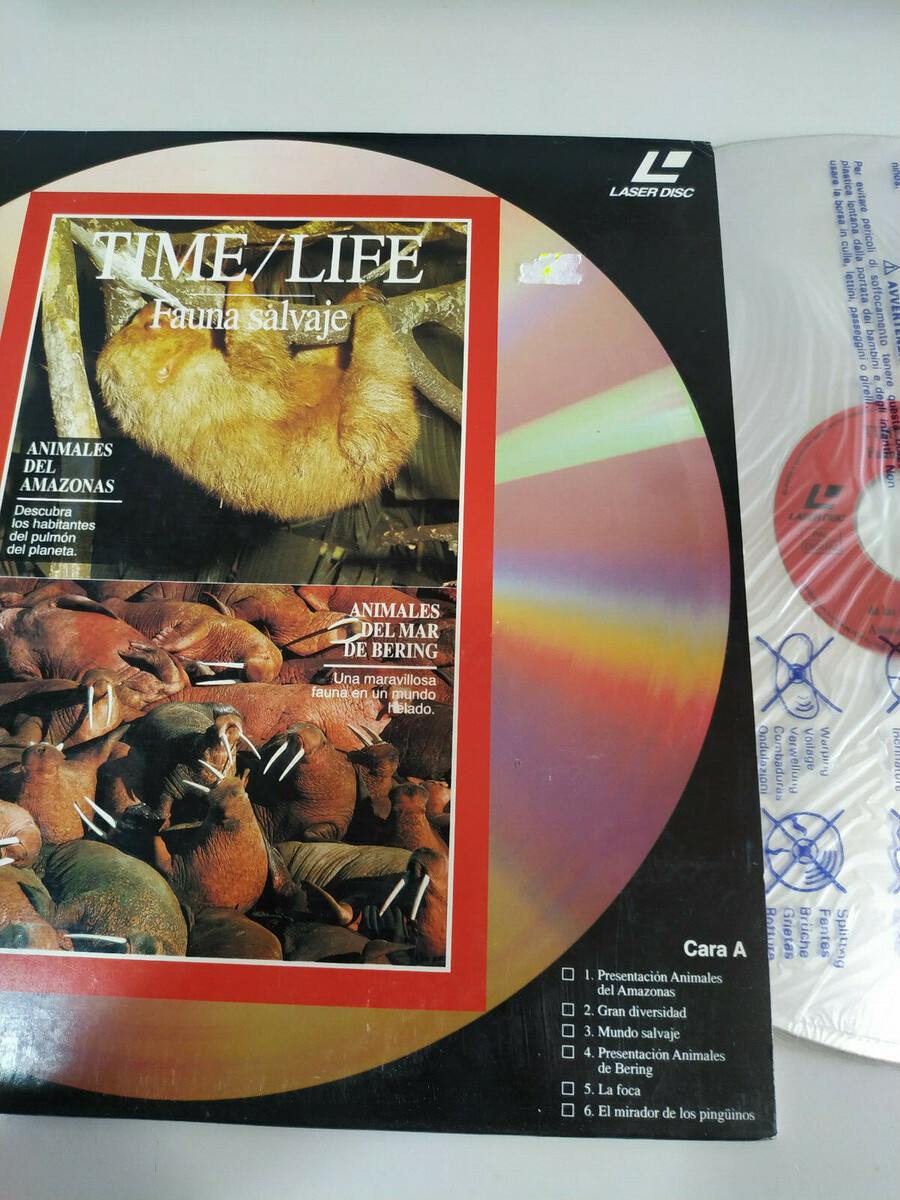 LASER DISC
TIME/LIFE
Fauna salvaje
ANIMALES
DEL
AMAZONAS
Descubra
los habitantes
del pulmón
del planeta.
ANIMALES
DEL MAR
DE BERING
Una maravillosa
fauna en un mundo
helado.
Cara A
1. Presentación Animales
del Amazonas
2. Gran diversidad
3. Mundo salvaje
4. Presentación Animales
de Bering
5. La foca
6. El mirador de los pingüinos
Per evitare pericoli di soffocamento tenere questa
plastica lontana dalla portata dei bambini e degli infanti. Non
usare la borsa in culle, lettini, passeggini o
LASER DISC
Warping
Voilage
Verwellung
Combaduras
Ondulazioni
Splitting
Fentes
Brüche
Grietas
Rotture